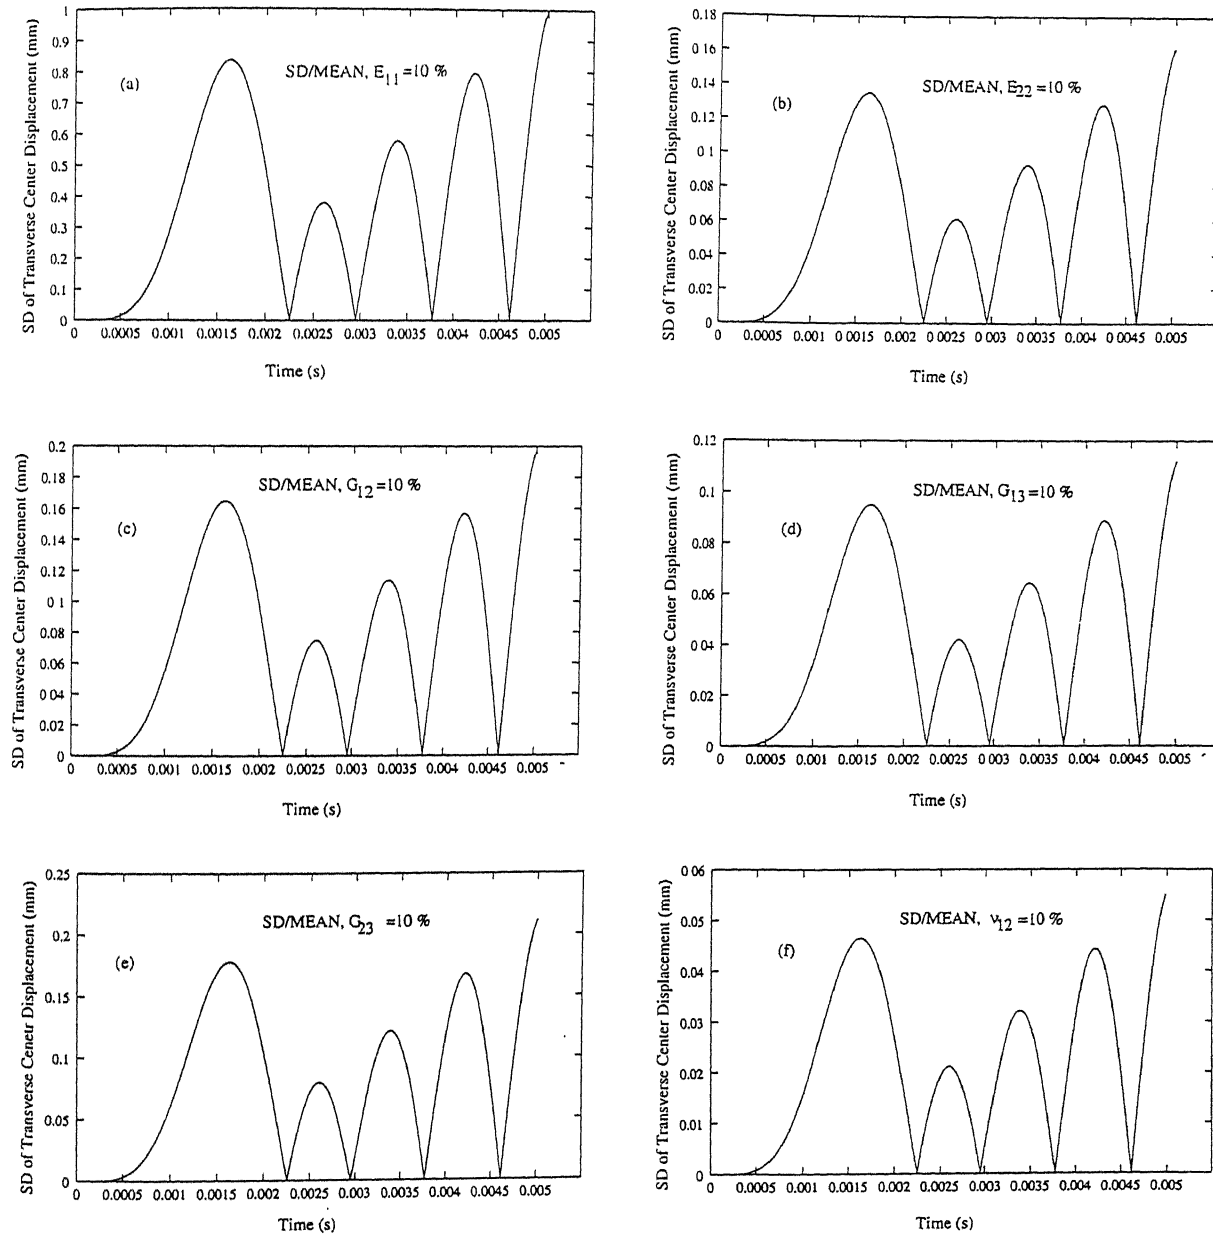 SD of Transverse Center Displacement (mm)
1
0.9
0.8
0.7
0.6
0.5
0.4
0.3
0.2
0.1
0
(a)
SD/MEAN, E11 =10 %
0 0.0005 0.001 0.0015 0.002 0.0025 0.003 0.0035 0.004 0.0045 0.005
Time (s)
SD of Transverse Center Displacement (mm)
0.18
0.16
0.14
0.12
0.10
0.08
0.06
0.04
0.02
0
(b)
SD/MEAN, E22 =10 %
0 0.0005 0.001 0.0015 0.002 0.0025 0.003 0.0035 0.004 0 0045 0.005
Time (s)
SD of Transverse Center Displacement (mm)
0.2
0.18
0.16
0.14
0.12
0 1
0.08
0.06
0 04
0.02
0
(c)
SD/MEAN, G12 =10 %
0 0.0005 0.001 0.0015 0.002 0.0025 0.003 0.0035 0.004 0.0045 0.005
Time (s)
SD of Transverse Center Displacement (mm)
0.12
0.1
0.08
0.06
0.04
0.02
0
(d)
SD/MEAN, G13 =10 %
0 0.0005 0.001 0.0015 0.002 0.0025 0 003 0.0035 0.004 0.0045 0.005
Time (s)
SD of Transverse Cenetr Displacement (mm)
0.25
0.2
0.15
0.1
0.05
0
(e)
SD/MEAN, G23 =10 %
0 0.0005 0.001 0.0015 0.002 0.0025 0.003 0.0035 0.004 0.0045 0.005
Time (s)
SD of Transverse Center Displacement (mm)
0.06
0.05
0.04
0.03
0.02
0.01
0
(f)
SD/MEAN, ν12 =10 %
0 0.0005 0.001 0.0015 0.002 0.0025 0.003 0.0035 0.004 0.0045 0.005
Time (s)